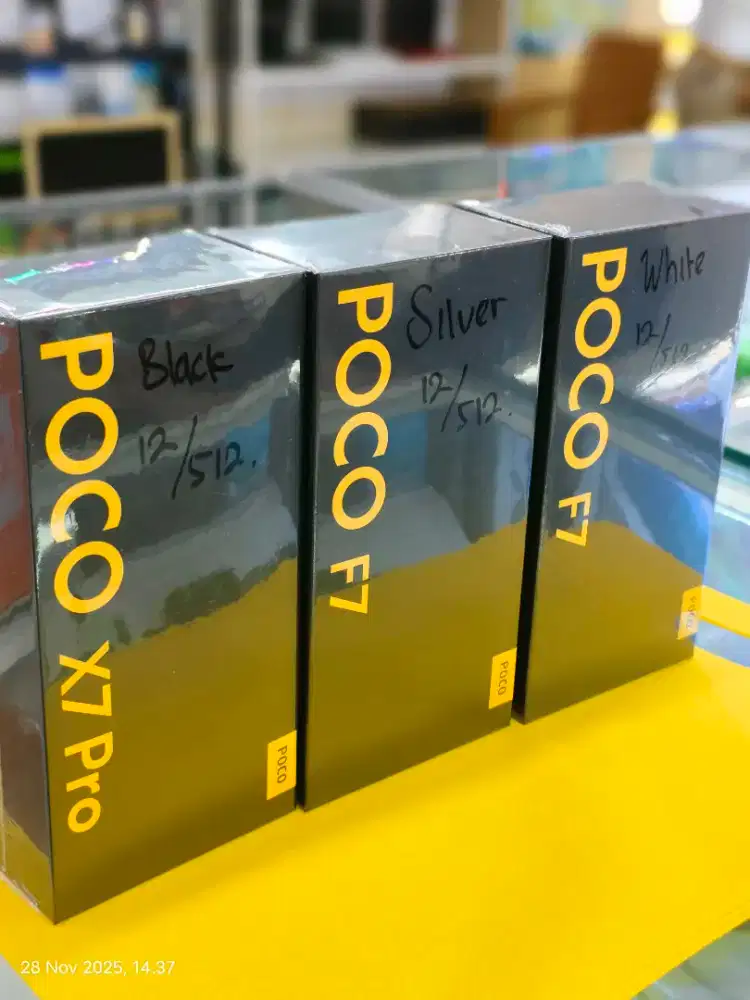 POCO X7 Pro
Black
12/512.
POCO
POCO F7
Silver
12/512.
POCO
POCO F7
White
12/512
POCO
28 Nov 2025, 14.37